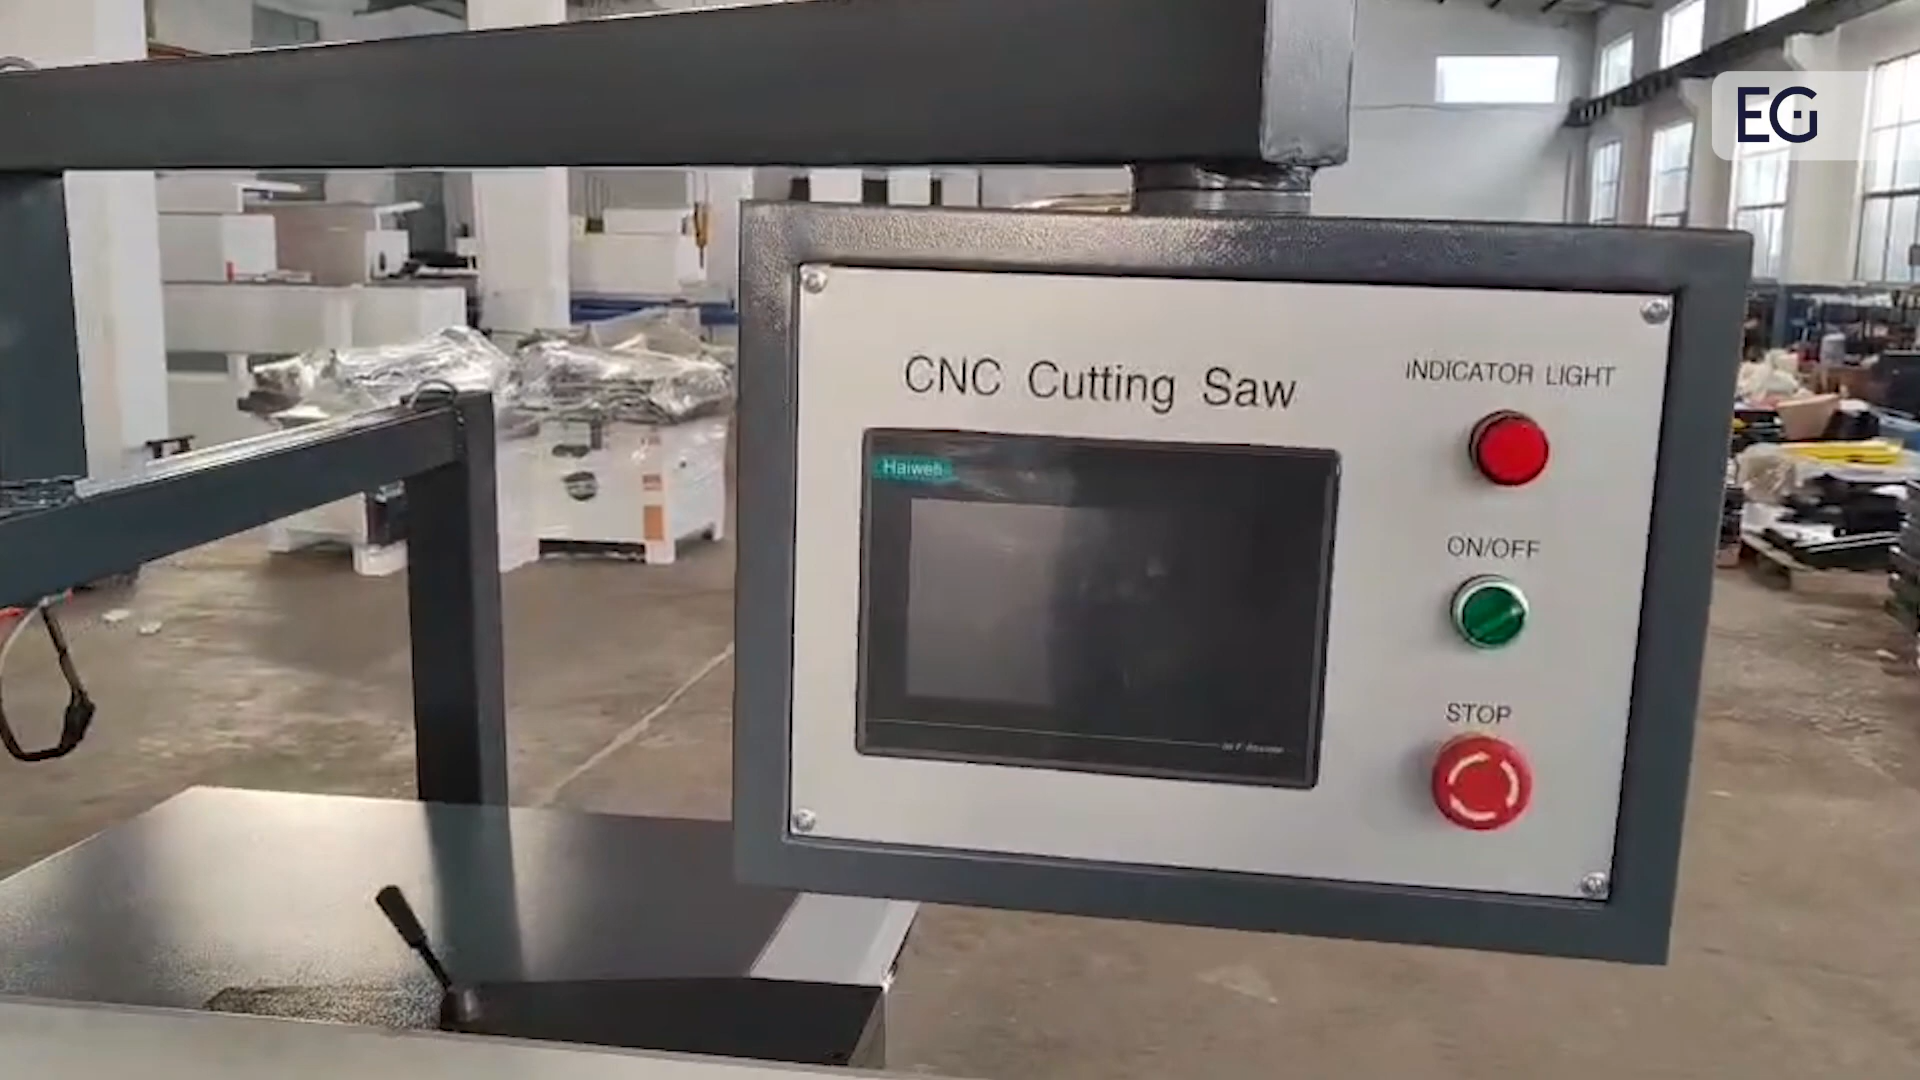 EG
CNC Cutting Saw
INDICATOR LIGHT
Haiwell
ON/OFF
STOP